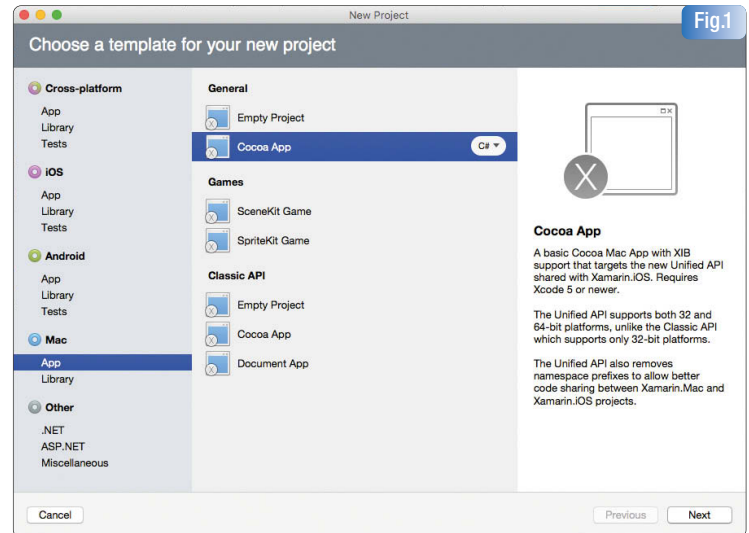 New Project
Fig.1
Choose a template for your new project
Cross-platform
App
Library
Tests
iOS
App
Library
Tests
Android
App
Library
Tests
Mac
App
Library
Other
.NET
ASP.NET
Miscellaneous
General
Empty Project
Cocoa App
C#
Games
SceneKit Game
SpriteKit Game
Classic API
Empty Project
Cocoa App
Document App
X
Cocoa App
A basic Cocoa Mac App with XIB
support that targets the new Unified API
shared with Xamarin.iOS. Requires
Xcode 5 or newer.
The Unified API supports both 32 and
64-bit platforms, unlike the Classic API
which supports only 32-bit platforms.
The Unified API also removes
namespace prefixes to allow better
code sharing between Xamarin.Mac and
Xamarin.iOS projects.
Cancel
Previous
Next